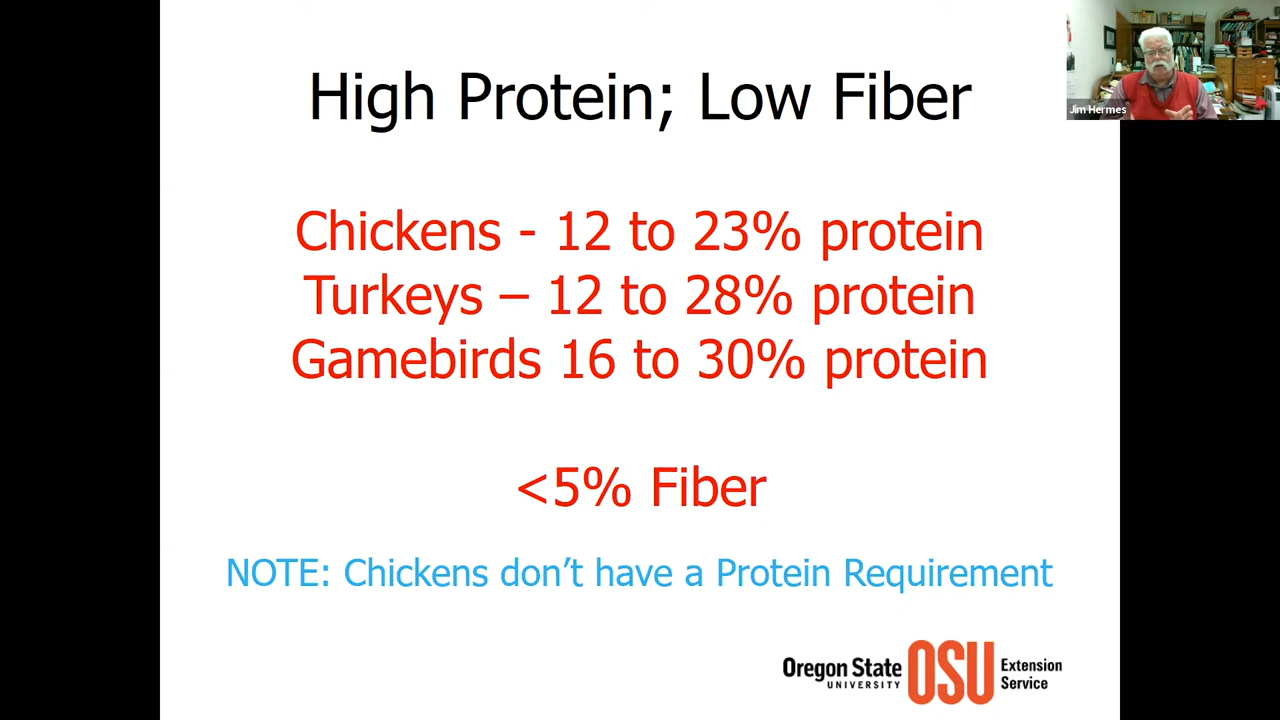 High Protein; Low Fiber
Jim Hermes
Chickens - 12 to 23% protein
Turkeys – 12 to 28% protein
Gamebirds 16 to 30% protein
<5% Fiber
NOTE: Chickens don’t have a Protein Requirement
Oregon State
UNIVERSITY
OSU
Extension
Service